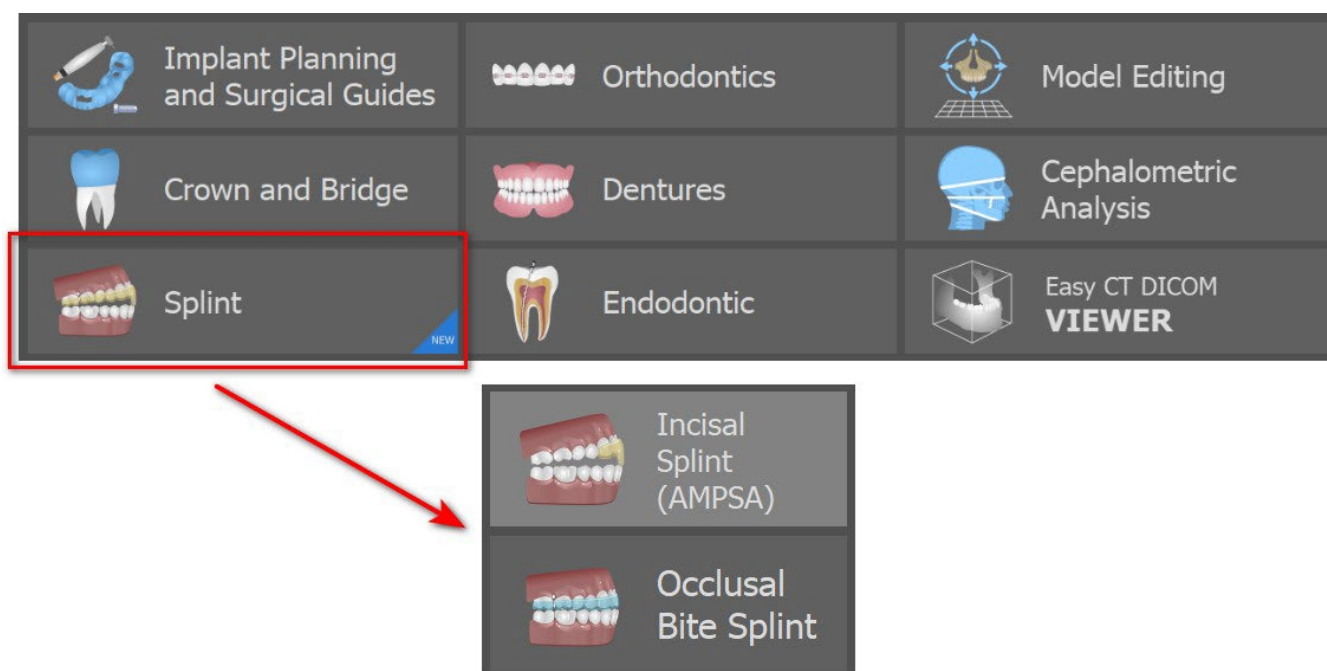 Implant Planning
and Surgical Guides
Orthodontics
Model Editing
Crown and Bridge
Dentures
Cephalometric
Analysis
Splint
NEW
Endodontic
Easy CT DICOM
VIEWER
Incisal
Splint
(AMPSA)
Occlusal
Bite Splint